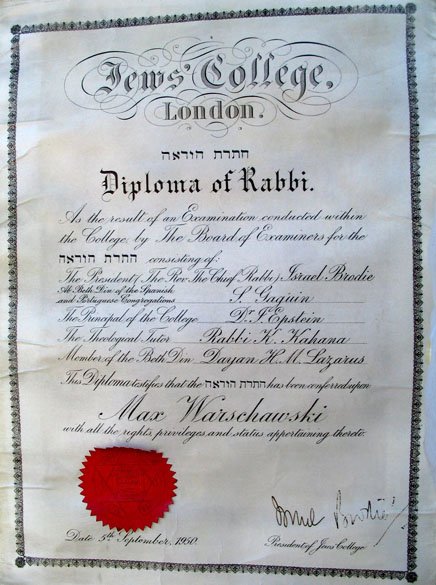 Jews' College,
London.
התרת הוראה
Diploma of Rabbi.
As the result of an Examination conducted within
the College, by The Board of Examiners for the
התרת הוראה consisting of:
The President (The Rev. The Chief Rabbi) Israel Brodie
Ab Beth Din of the Spanish
and Portuguese Congregations S. Gaguin
The Principal of the College Dr. I. Epstein
The Theological Tutor Rabbi K. Kahana
Member of the Beth Din Dayan H. M. Lazarus
This Diploma testifies that the התרת הוראה has been conferred upon
Max Warschawski
with all the rights, privileges, and status appertaining thereto.
Israel Brodie
Date 5th September, 1950.
President of Jews' College.